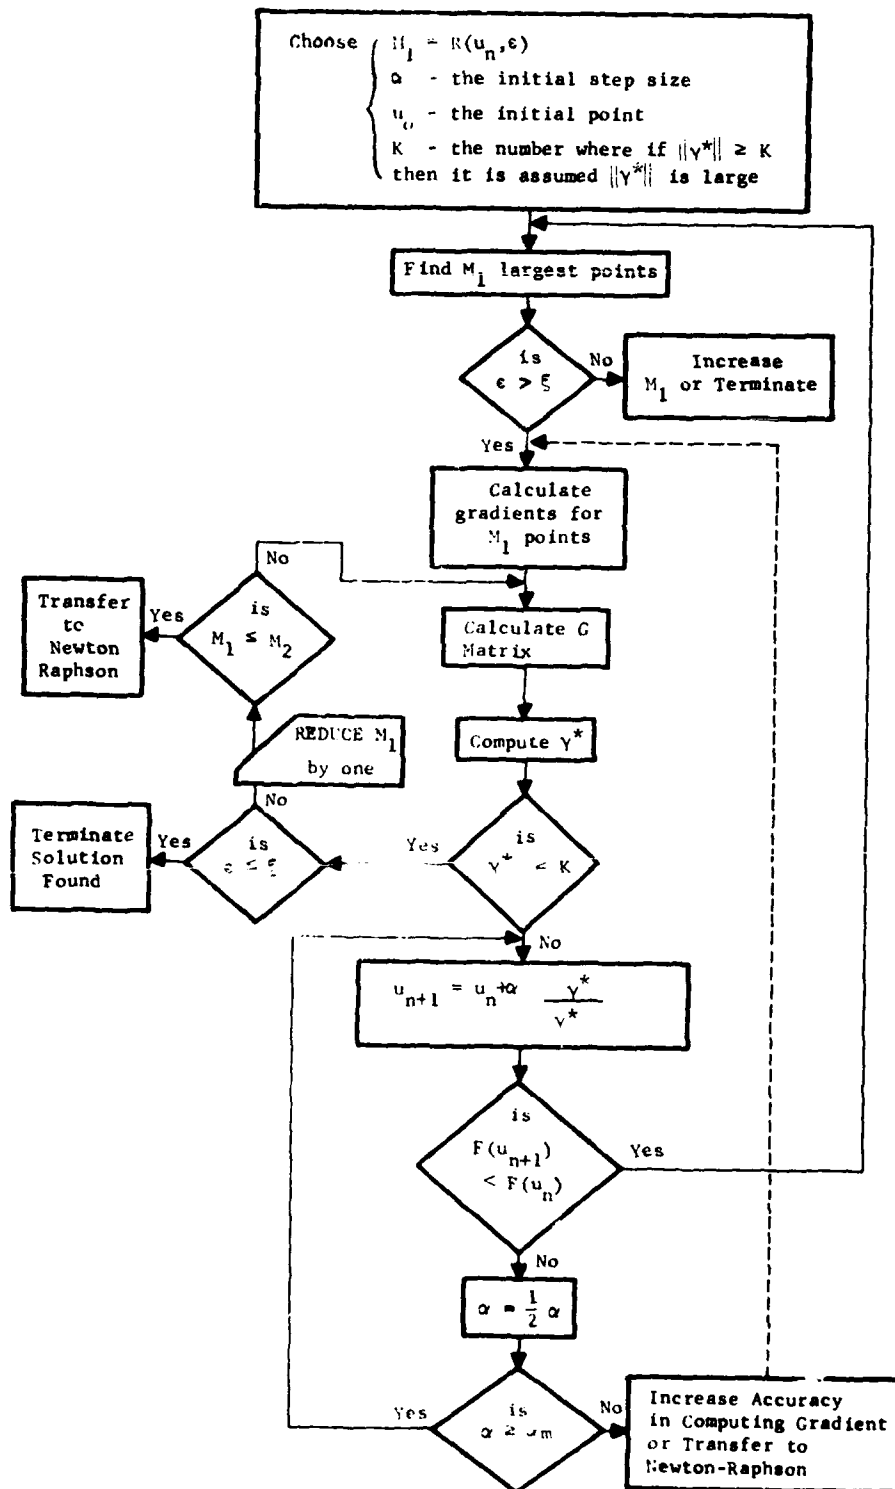 Choose M₁ = R(uₙ,ε)
α - the initial step size
u₀ - the initial point
K - the number where if ‖γ*‖ ≥ K
then it is assumed ‖γ*‖ is large
Find M₁ largest points
is
ε > ξ
No
Increase
M₁ or Terminate
Yes
Calculate
gradients for
M₁ points
No
Transfer
to
Newton
Raphson
Yes
is
M₁ ≤ M₂
Calculate G
Matrix
REDUCE M₁
by one
Compute γ*
No
Terminate
Solution
Found
Yes
is
ε ≤ ξ
Yes
is
γ* < K
No
uₙ₊₁ = uₙ+α γ*
γ*
is
F(uₙ₊₁)
< F(uₙ)
Yes
No
α = 1/2 α
Yes
is
α ≥ αm
No
Increase Accuracy
in Computing Gradient
or Transfer to
Newton-Raphson